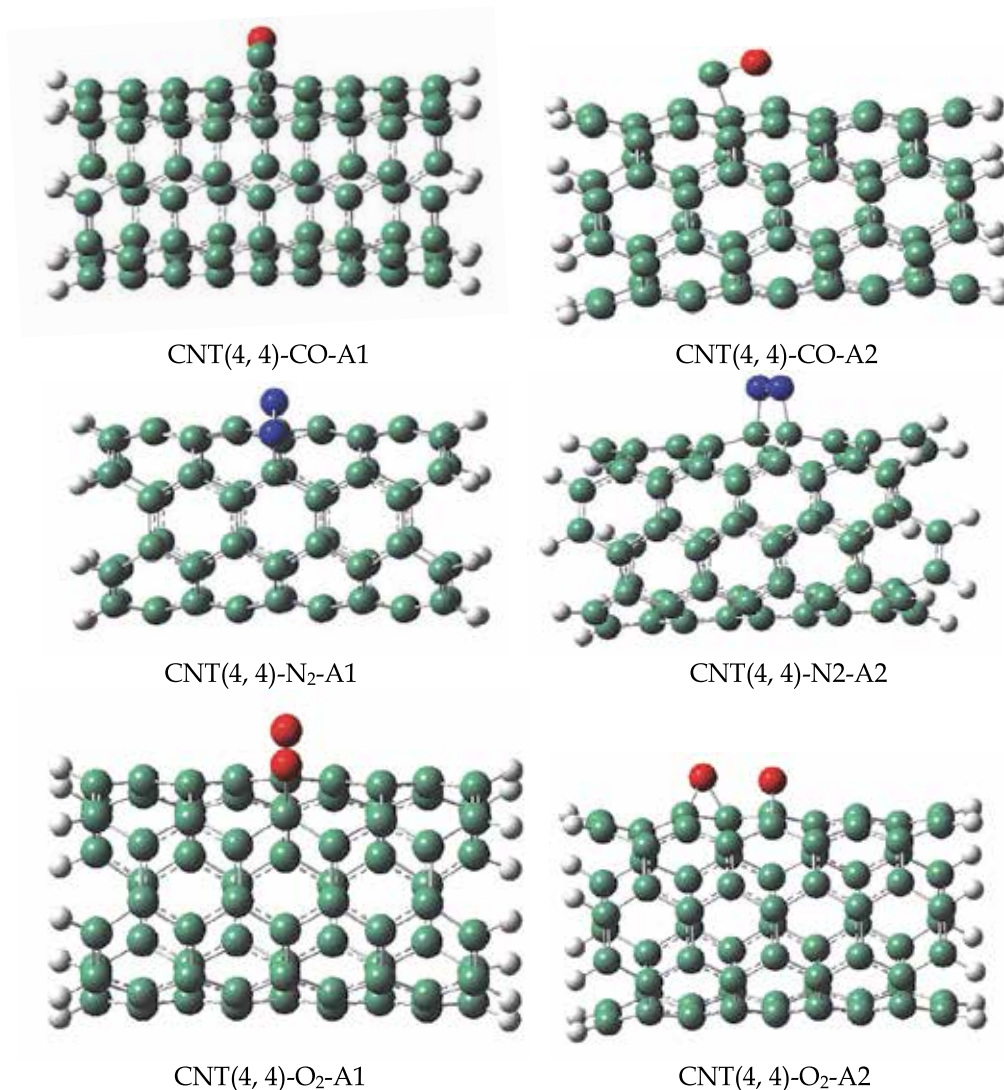 CNT(4, 4)-CO-A1
CNT(4, 4)-CO-A2
CNT(4, 4)-N₂-A1
CNT(4, 4)-N2-A2
CNT(4, 4)-O₂-A1
CNT(4, 4)-O₂-A2